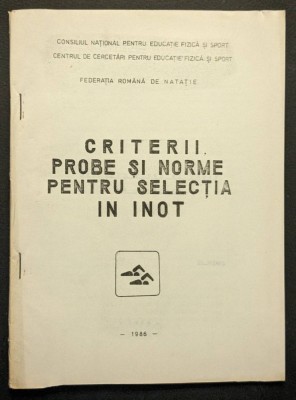 CONSILIUL NAȚIONAL PENTRU EDUCAȚIE FIZICĂ ȘI SPORT
CENTRUL DE CERCETĂRI PENTRU EDUCAȚIE FIZICĂ ȘI SPORT
FEDERAȚIA ROMÂNĂ DE NATAȚIE
CRITERII,
PROBE ȘI NORME
PENTRU SELECȚIA
IN INOT
— 1986 —